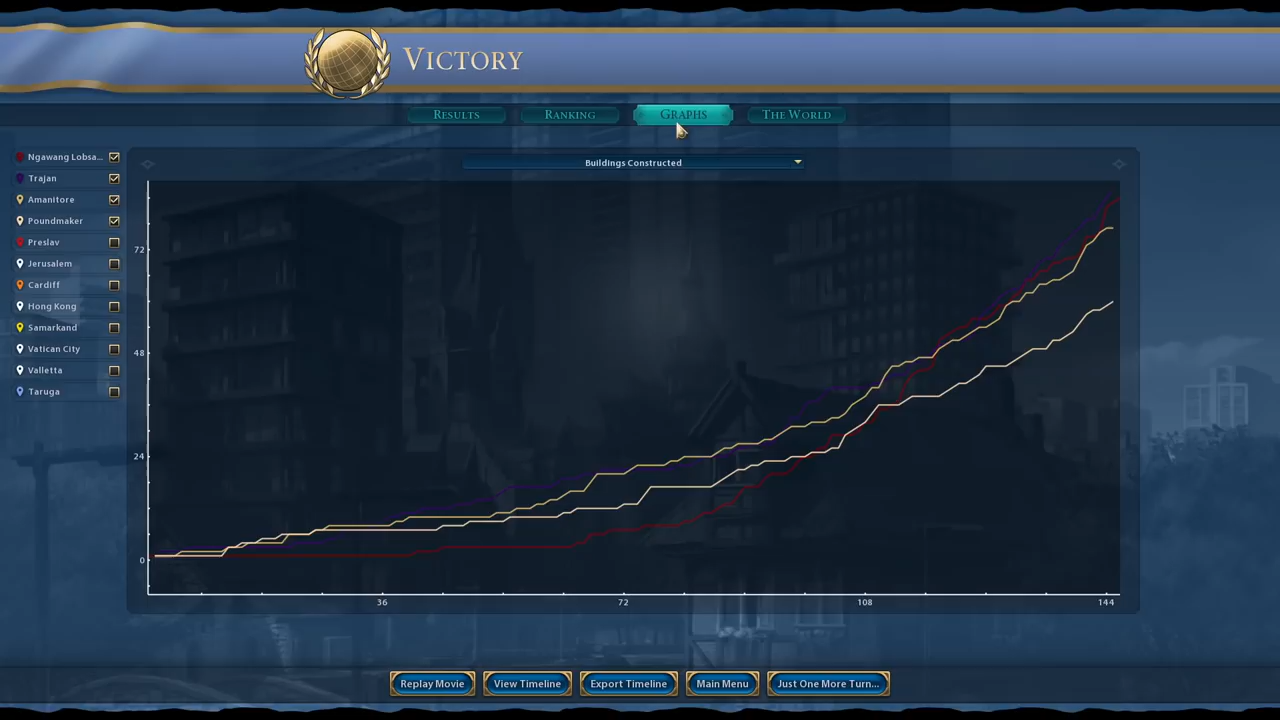 VICTORY
RESULTS
RANKING
GRAPHS
THE WORLD
Ngawang Lobsa...
Trajan
Amanitore
Poundmaker
Preslav
Jerusalem
Cardiff
Hong Kong
Samarkand
Vatican City
Valletta
Taruga
Buildings Constructed
72
48
24
0
36
72
108
144
Replay Movie
View Timeline
Export Timeline
Main Menu
Just One More Turn...